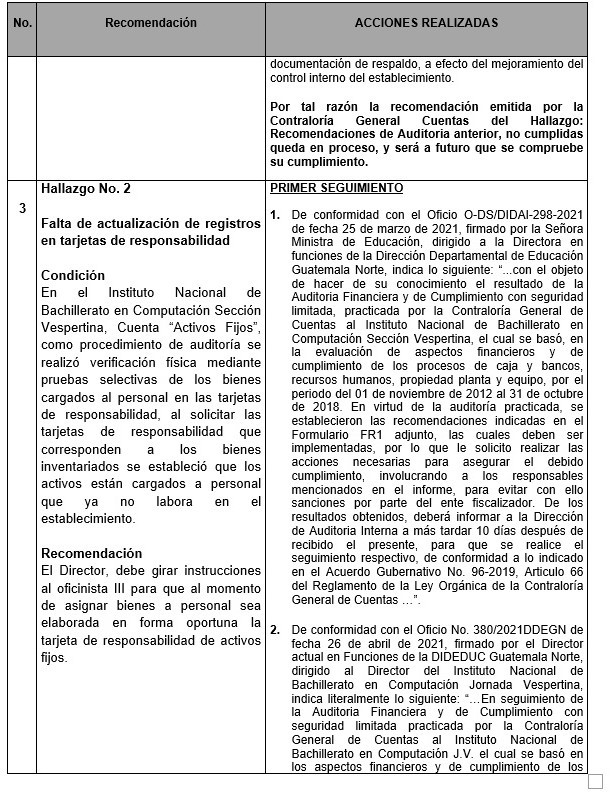 No.
Recomendación
ACCIONES REALIZADAS
documentación de respaldo, a efecto del mejoramiento del
control interno del establecimiento.
Por tal razón la recomendación emitida por la
Contraloría General Cuentas del Hallazgo:
Recomendaciones de Auditoria anterior, no cumplidas
queda en proceso, y será a futuro que se compruebe
su cumplimiento.
3
Hallazgo No. 2
Falta de actualización de registros
en tarjetas de responsabilidad
Condición
En el Instituto Nacional de
Bachillerato en Computación Sección
Vespertina, Cuenta “Activos Fijos”,
como procedimiento de auditoría se
realizó verificación física mediante
pruebas selectivas de los bienes
cargados al personal en las tarjetas
de responsabilidad, al solicitar las
tarjetas de responsabilidad que
corresponden a los bienes
inventariados se estableció que los
activos están cargados a personal
que ya no labora en el
establecimiento.
Recomendación
El Director, debe girar instrucciones
al oficinista III para que al momento
de asignar bienes a personal sea
elaborada en forma oportuna la
tarjeta de responsabilidad de activos
fijos.
PRIMER SEGUIMIENTO
1. De conformidad con el Oficio O-DS/DIDAI-298-2021
de fecha 25 de marzo de 2021, firmado por la Señora
Ministra de Educación, dirigido a la Directora en
funciones de la Dirección Departamental de Educación
Guatemala Norte, indica lo siguiente: “...con el objeto
de hacer de su conocimiento el resultado de la
Auditoria Financiera y de Cumplimiento con seguridad
limitada, practicada por la Contraloría General de
Cuentas al Instituto Nacional de Bachillerato en
Computación Sección Vespertina, el cual se basó, en
la evaluación de aspectos financieros y de
cumplimiento de los procesos de caja y bancos,
recursos humanos, propiedad planta y equipo, por el
periodo del 01 de noviembre de 2012 al 31 de octubre
de 2018. En virtud de la auditoría practicada, se
establecieron las recomendaciones indicadas en el
Formulario FR1 adjunto, las cuales deben ser
implementadas, por lo que le solicito realizar las
acciones necesarias para asegurar el debido
cumplimiento, involucrando a los responsables
mencionados en el informe, para evitar con ello
sanciones por parte del ente fiscalizador. De los
resultados obtenidos, deberá informar a la Dirección
de Auditoria Interna a más tardar 10 días después de
recibido el presente, para que se realice el
seguimiento respectivo, de conformidad a lo indicado
en el Acuerdo Gubernativo No. 96-2019, Articulo 66
del Reglamento de la Ley Orgánica de la Contraloría
General de Cuentas ...”.
2. De conformidad con el Oficio No. 380/2021DDEGN de
fecha 26 de abril de 2021, firmado por el Director
actual en Funciones de la DIDEDUC Guatemala Norte,
dirigido al Director del Instituto Nacional de
Bachillerato en Computación Jornada Vespertina,
indica literalmente lo siguiente: “...En seguimiento de
la Auditoria Financiera y de Cumplimiento con
seguridad limitada practicada por la Contraloría
General de Cuentas al Instituto Nacional de
Bachillerato en Computación J.V. el cual se basó en
los aspectos financieros y de cumplimiento de los